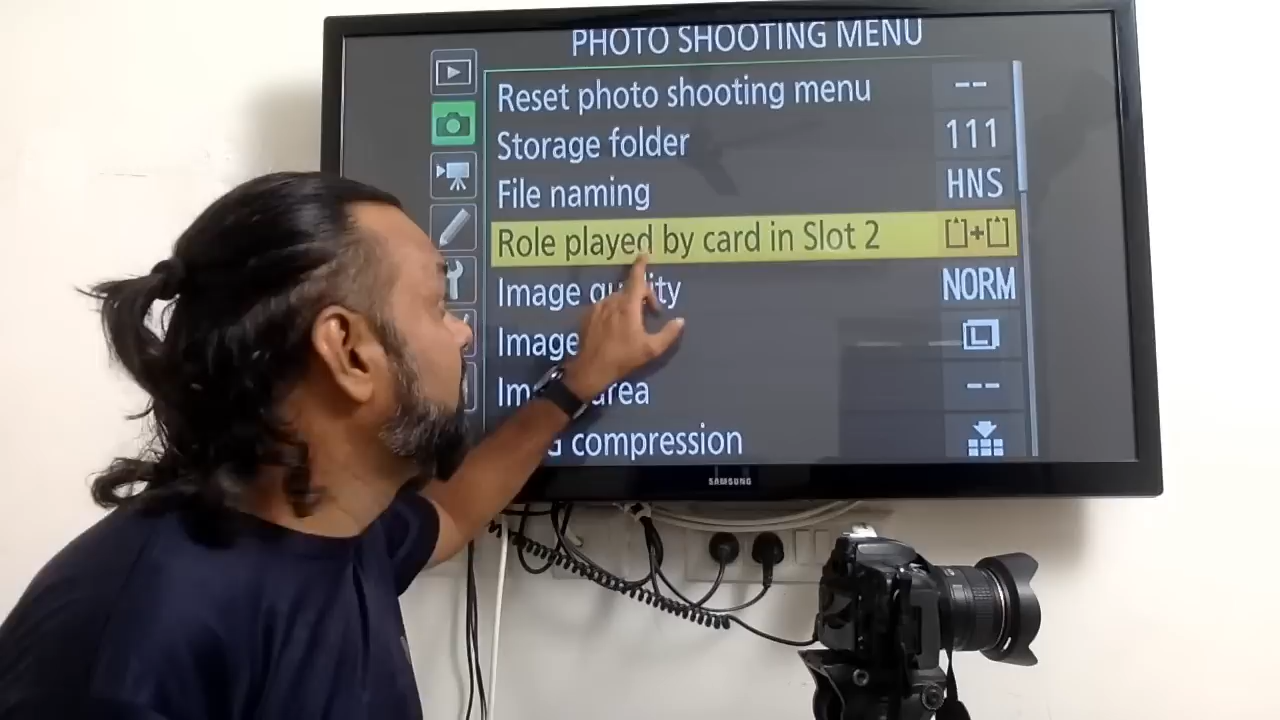 PHOTO SHOOTING MENU
Reset photo shooting menu --
Storage folder 111
File naming HNS
Role played by card in Slot 2
Image NORM
Image L
area --
compression
SAMSUNG